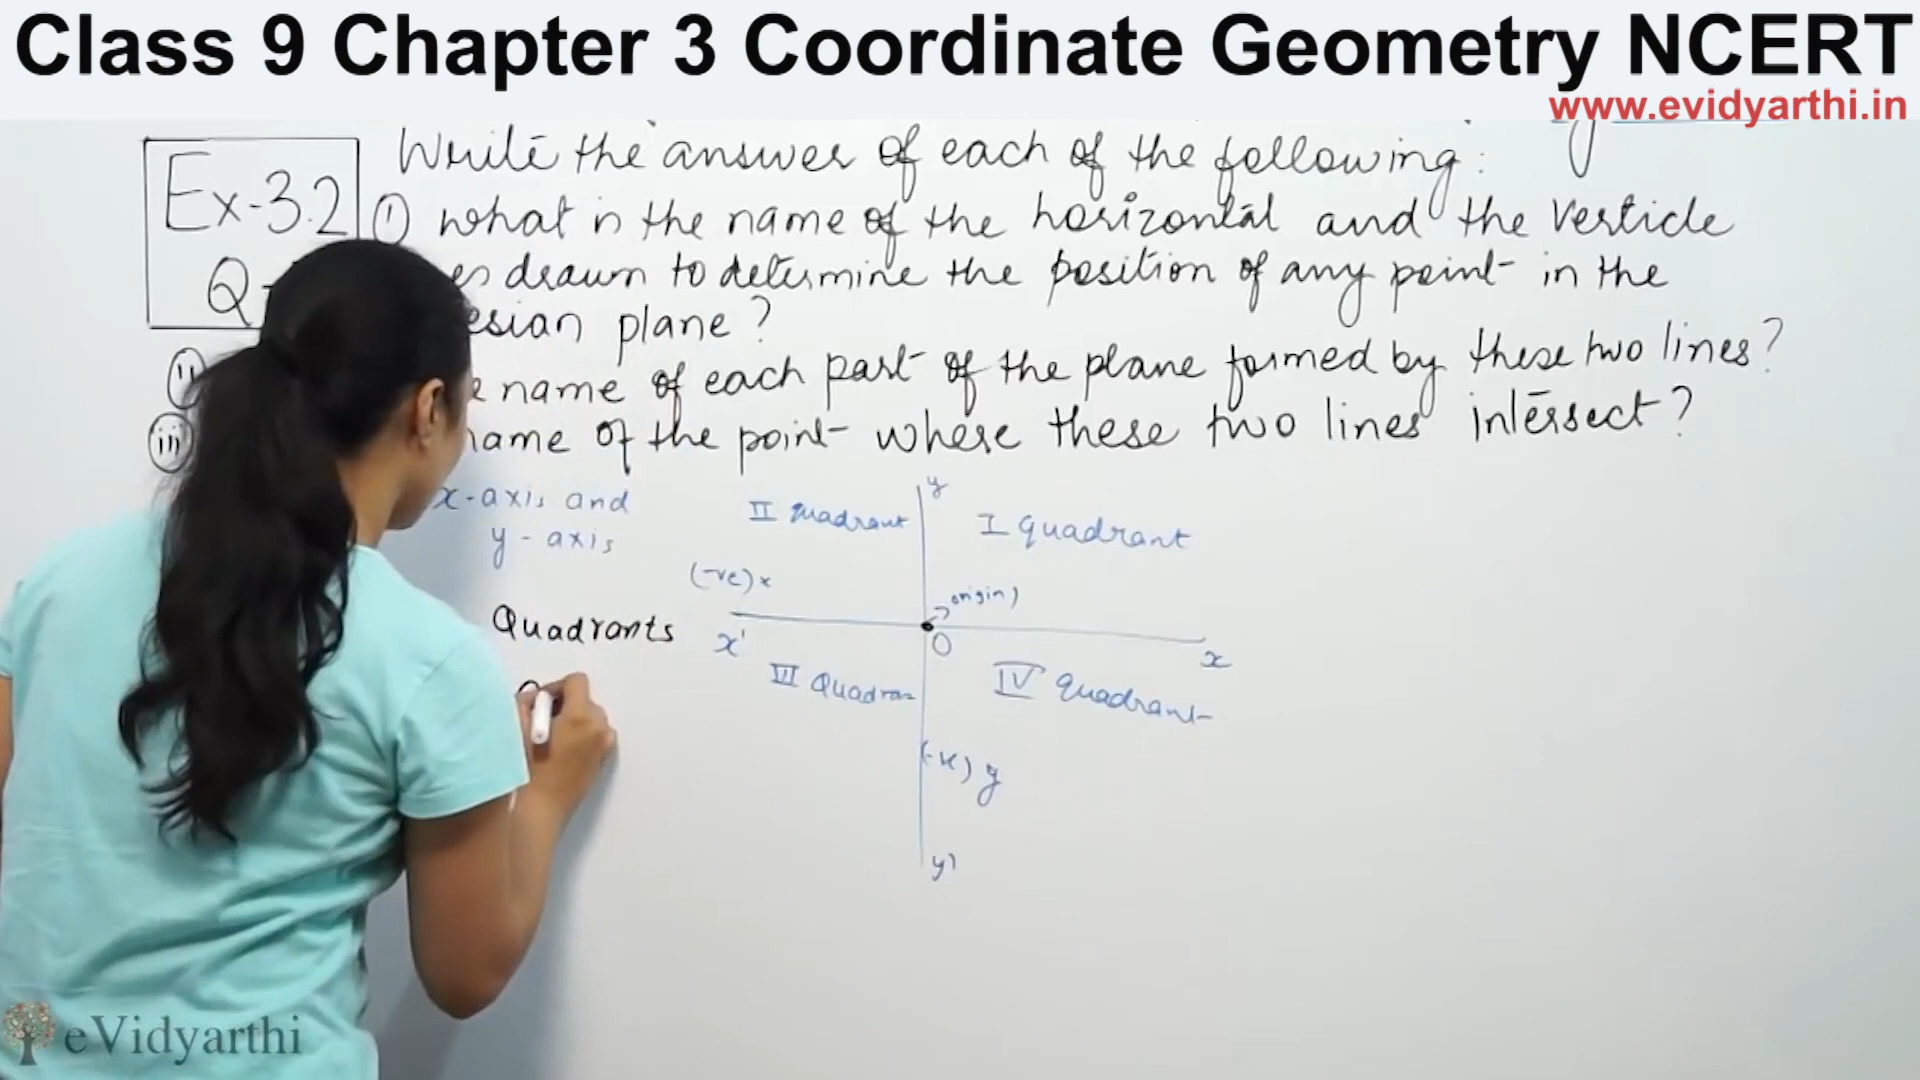 Class 9 Chapter 3 Coordinate Geometry NCERT
www.evidyarthi.in
Ex-3.2
Q
Write the answer of each of the following:
(i) what is the name of the horizontal and the verticle
es drawn to determine the position of any point in the
esian plane?
(ii) e name of each part of the plane formed by these two lines?
(iii) name of the point where these two lines intersect?
x-axis and
y-axis
Quadrants
y
II Quadrant
I Quadrant
(-ve) x
origin)
x'
O
x
III Quadran
IV Quadrant
y
y'
eVidyarthi